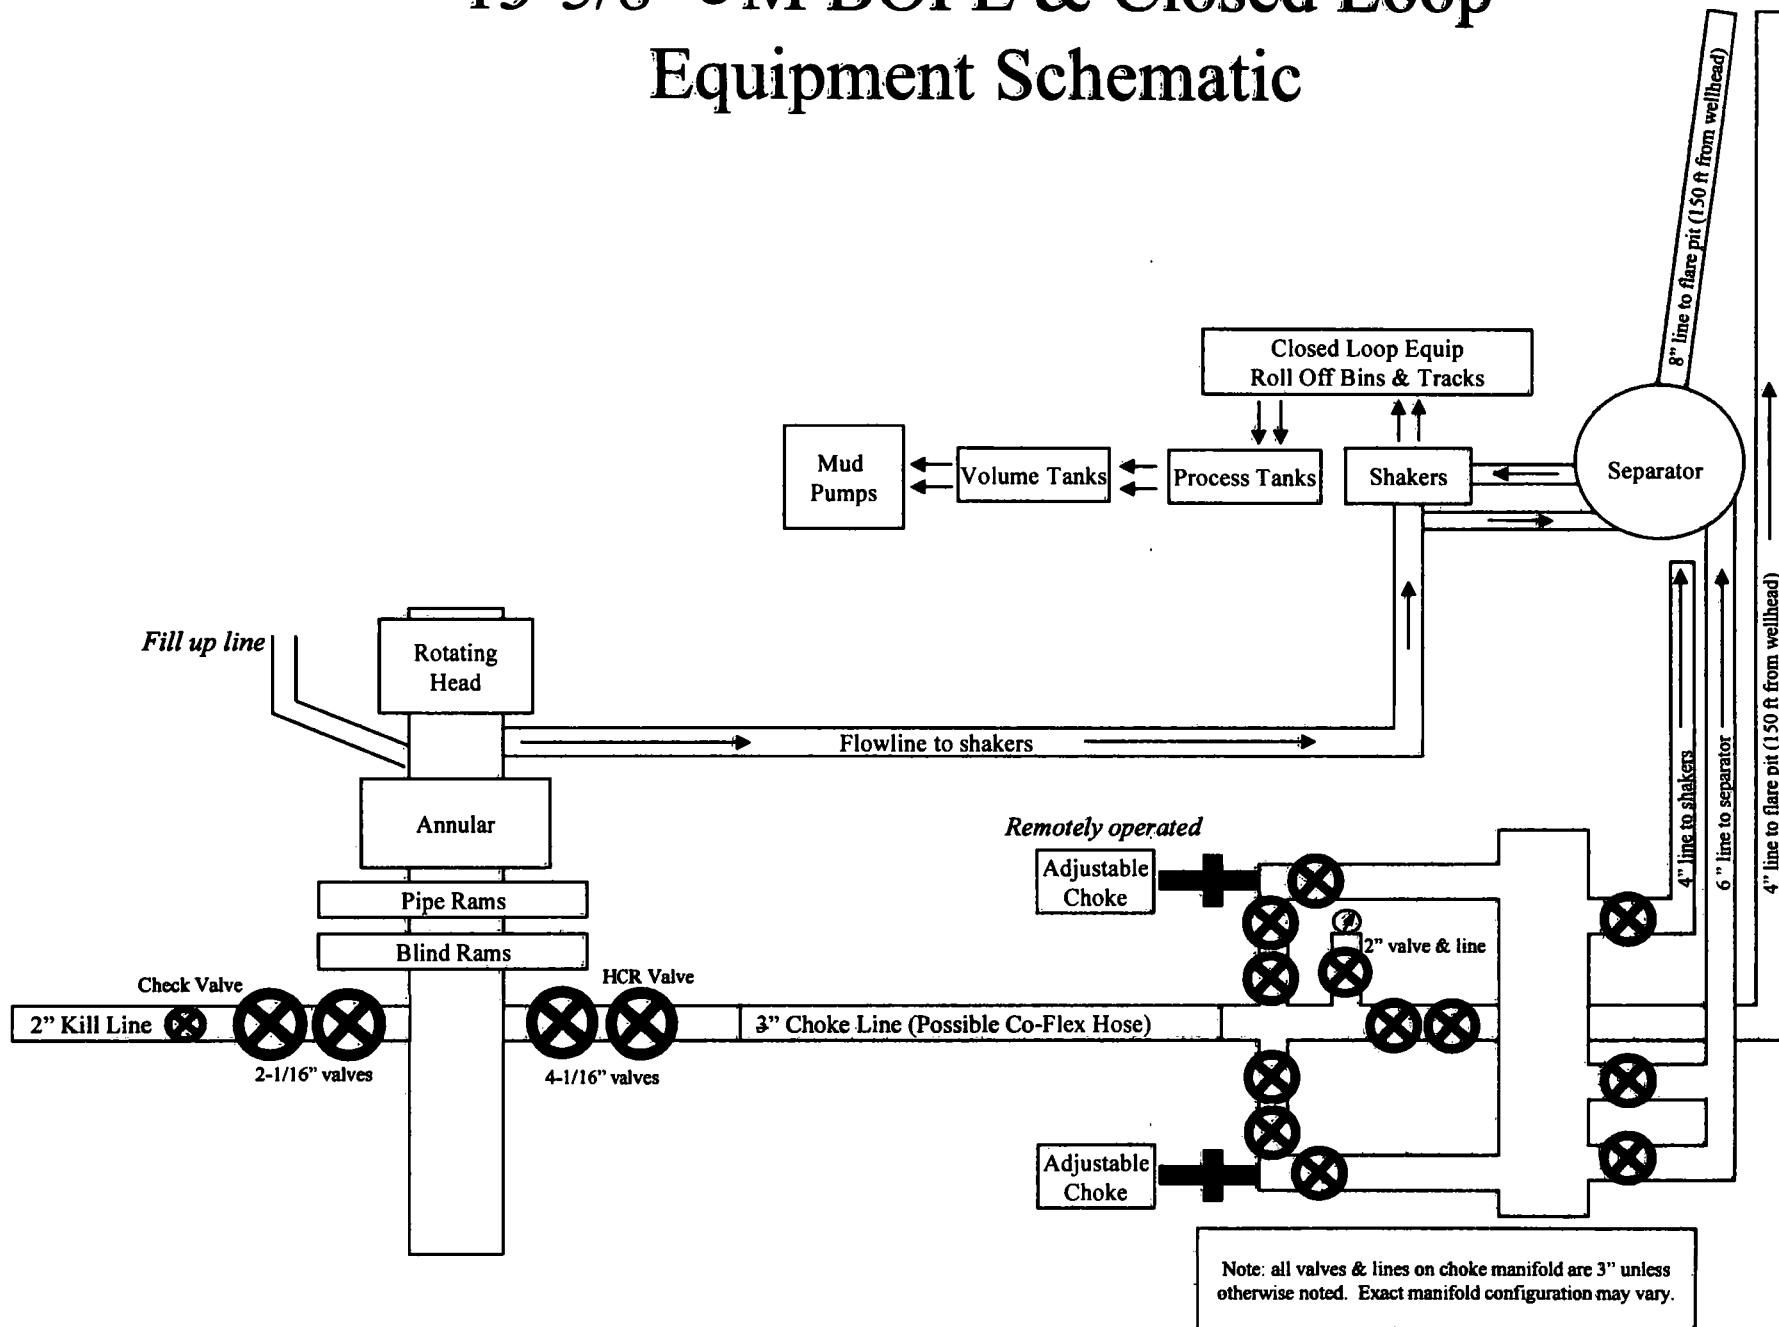 Equipment Schematic
8” line to flare pit (150 ft from wellhead)
Closed Loop Equip
Roll Off Bins & Tracks
Mud
Pumps
Volume Tanks
Process Tanks
Shakers
Separator
Fill up line
Rotating
Head
Flowline to shakers
Annular
Pipe Rams
Blind Rams
Remotely operated
Adjustable
Choke
2” valve & line
4” line to shakers
6 ” line to separator
4” line to flare pit (150 ft from wellhead)
Check Valve
HCR Valve
2” Kill Line
3” Choke Line (Possible Co-Flex Hose)
2-1/16” valves
4-1/16” valves
Adjustable
Choke
Note: all valves & lines on choke manifold are 3” unless
otherwise noted.  Exact manifold configuration may vary.